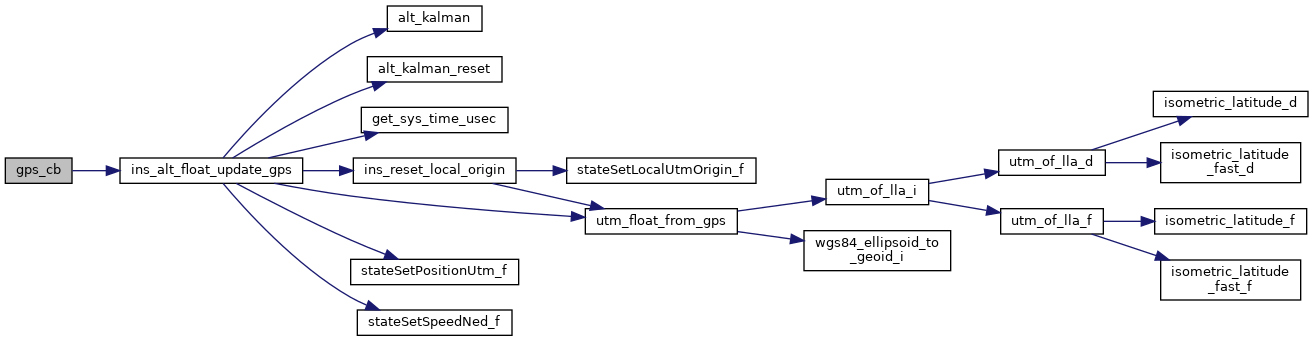 gps_cb
ins_alt_float_update_gps
alt_kalman
alt_kalman_reset
get_sys_time_usec
ins_reset_local_origin
stateSetLocalUtmOrigin_f
utm_float_from_gps
stateSetPositionUtm_f
stateSetSpeedNed_f
utm_of_lla_i
wgs84_ellipsoid_to
_geoid_i
utm_of_lla_d
utm_of_lla_f
isometric_latitude_d
isometric_latitude
_fast_d
isometric_latitude_f
isometric_latitude
_fast_f